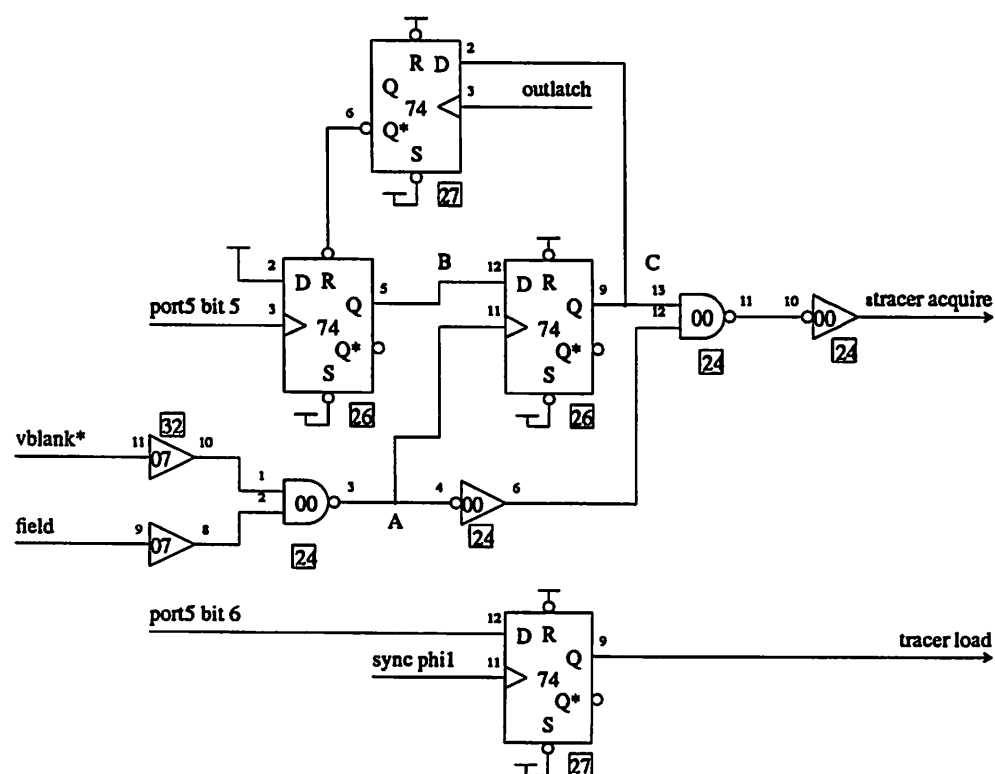 2
R D
outlatch
3
Q
74
6
Q*
S
27
B
C
2
D R
12
D R
5
9
13
11
10
stracer acquire
port5 bit 5
3
Q
11
Q
12
00
00
74
74
Q*
Q*
24
24
S
S
26
26
32
vblank*
11
07
10
1
2
00
3
4
00
6
A
field
9
07
8
24
24
port5 bit 6
12
D R
9
tracer load
sync phi1
11
Q
74
Q*
S
27